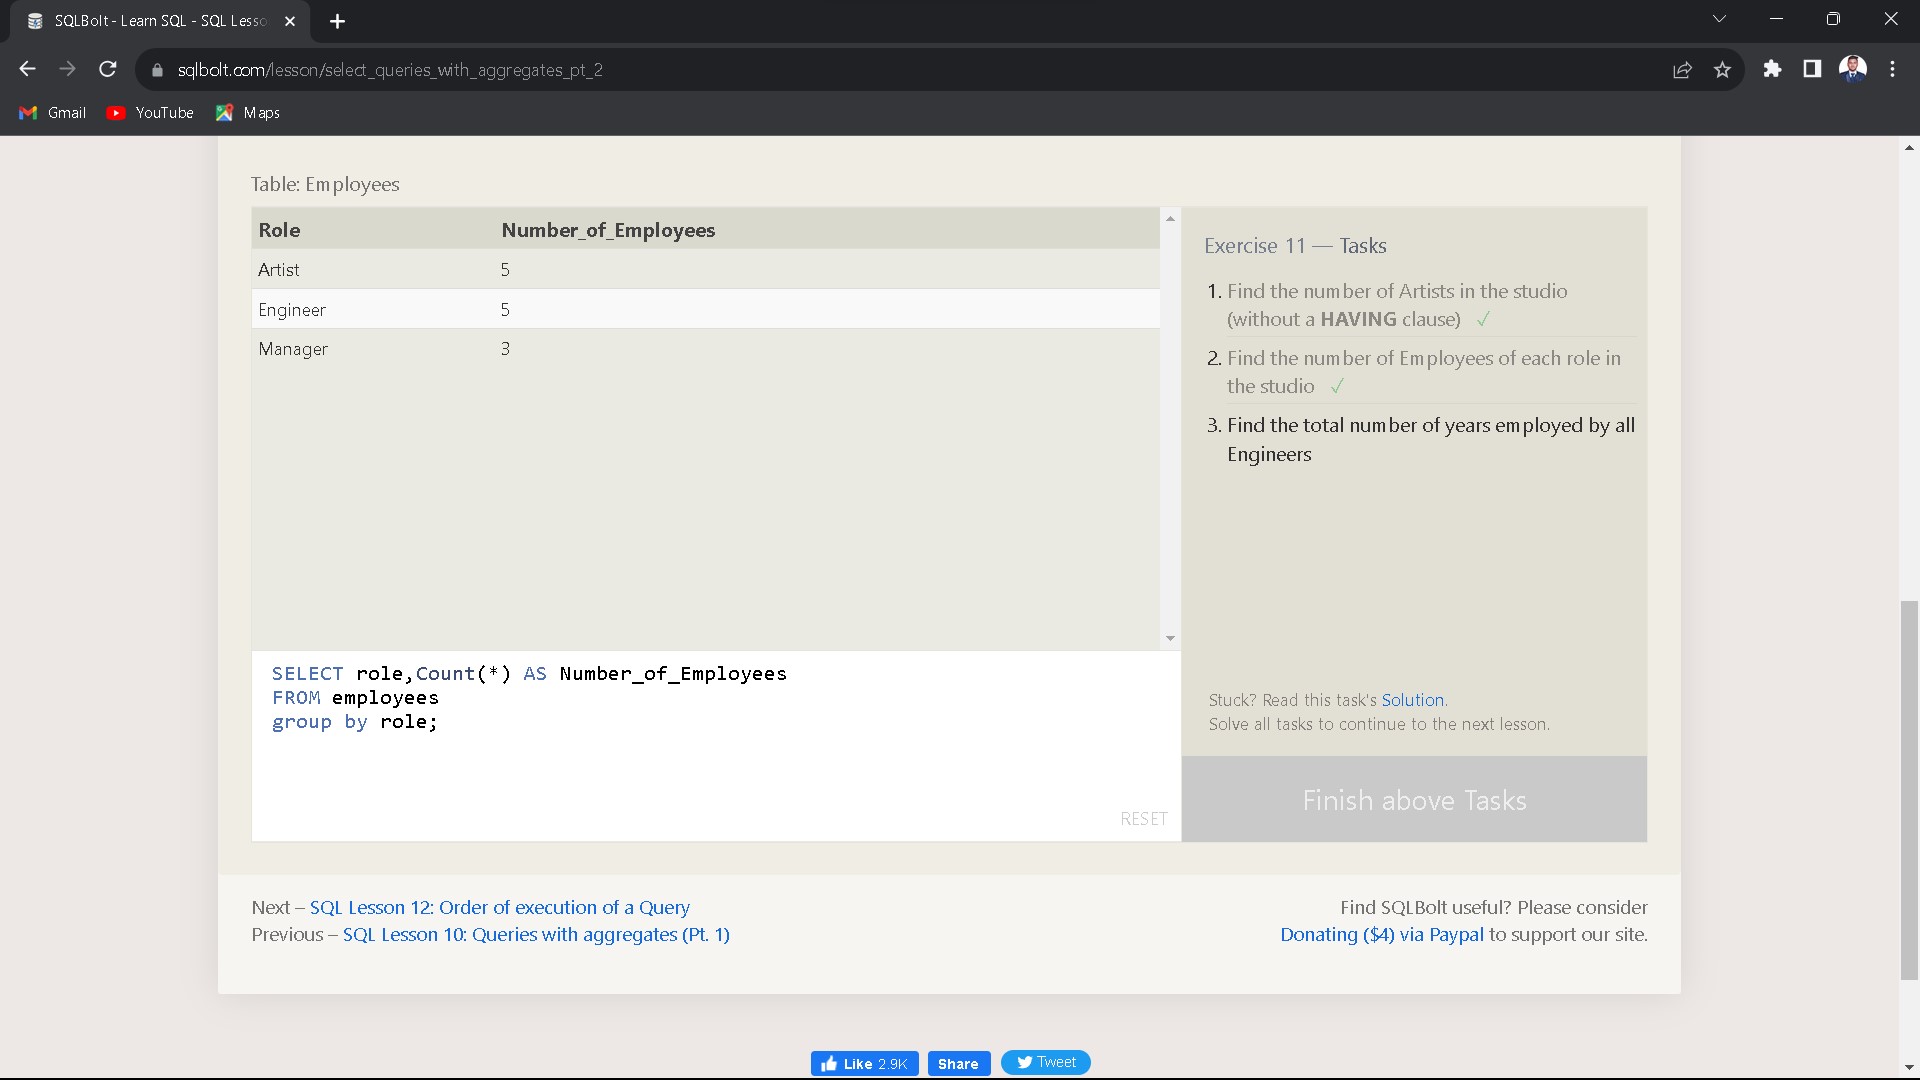 SQLBolt - Learn SQL - SQL Lesso
sqlbolt.com/lesson/select_queries_with_aggregates_pt_2
Gmail YouTube Maps
Table: Employees
Role Number_of_Employees
Artist 5
Engineer 5
Manager 3
SELECT role,Count(*) AS Number_of_Employees
FROM employees
group by role;
RESET
Exercise 11 — Tasks
1. Find the number of Artists in the studio
(without a HAVING clause) ✓
2. Find the number of Employees of each role in
the studio ✓
3. Find the total number of years employed by all
Engineers
Stuck? Read this task's Solution.
Solve all tasks to continue to the next lesson.
Finish above Tasks
Next – SQL Lesson 12: Order of execution of a Query
Previous – SQL Lesson 10: Queries with aggregates (Pt. 1)
Find SQLBolt useful? Please consider
Donating ($4) via Paypal to support our site.
Like 2.9K Share Tweet